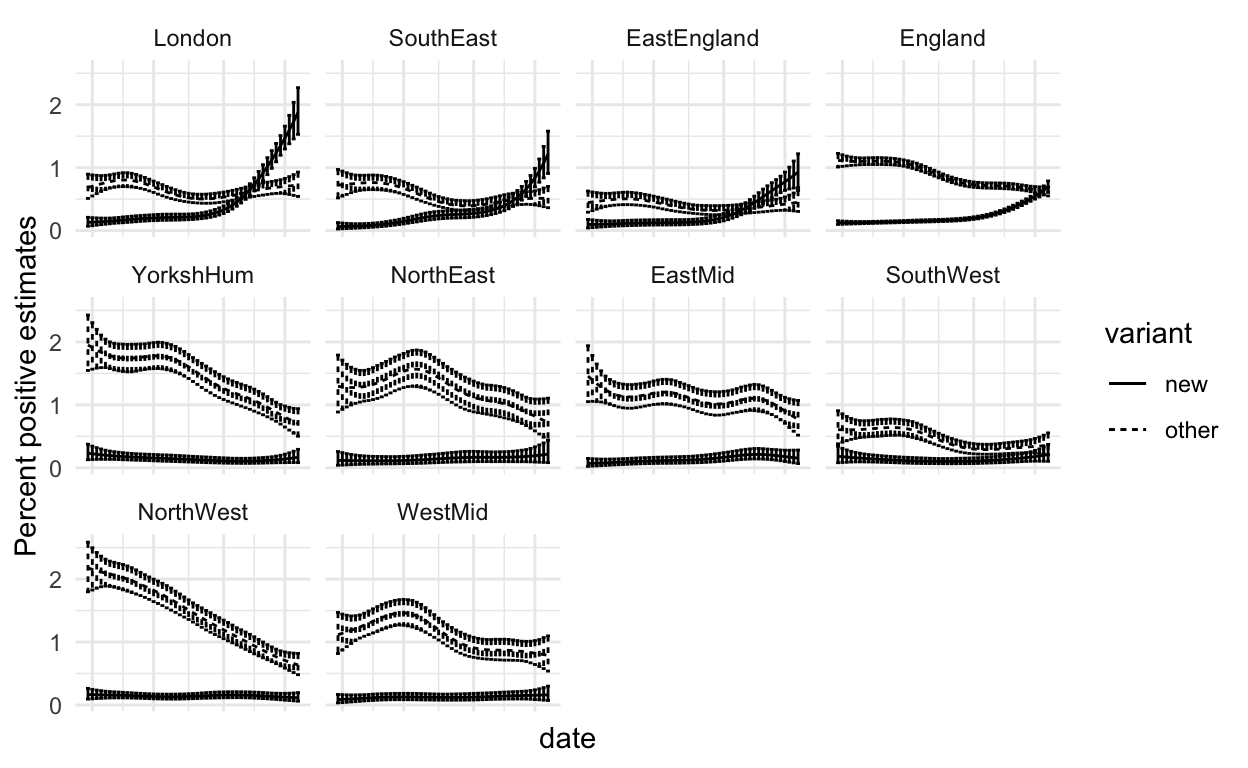 London SouthEast EastEngland England
2
1
0
YorkshHum NorthEast EastMid SouthWest
2
1
0
NorthWest WestMid
2
1
0
Percent positive estimates
date
variant
new
other